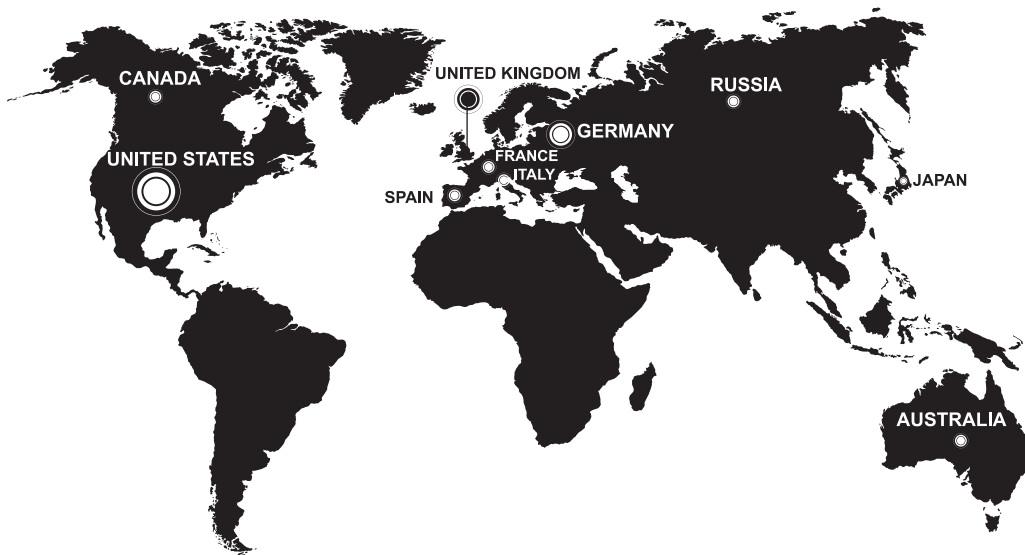 UNITED KINGDOM
CANADA
RUSSIA
GERMANY
UNITED STATES
FRANCE
ITALY
JAPAN
SPAIN
AUSTRALIA